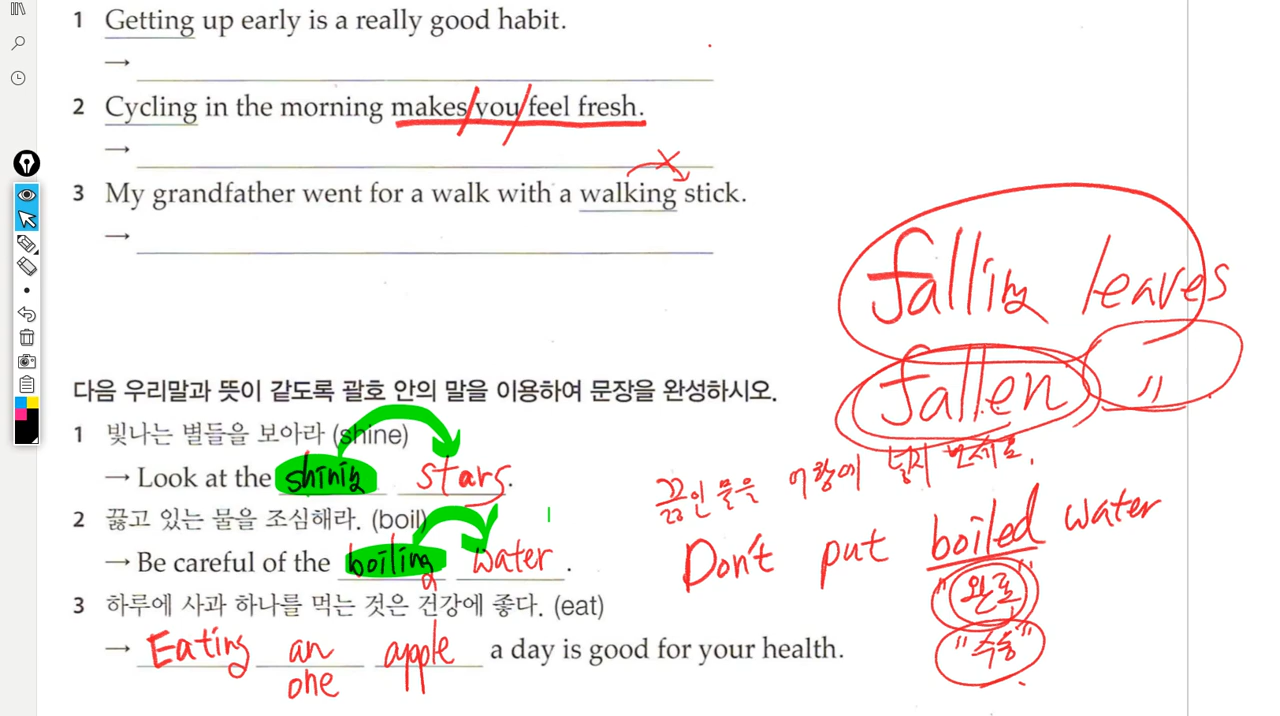 1 Getting up early is a really good habit.
→
2 Cycling in the morning makes/you/feel fresh.
→
3 My grandfather went for a walk with a walking stick.
→
falling leaves
fallen "
다음 우리말과 뜻이 같도록 괄호 안의 말을 이용하여 문장을 완성하시오.
1 빛나는 별들을 보아라 (shine)
→ Look at the shining stars.
2 끓고 있는 물을 조심해라. (boil)
→ Be careful of the boiling water.
3 하루에 사과 하나를 먹는 것은 건강에 좋다. (eat)
→ Eating an apple a day is good for your health.
one
끓인 물을 어항에 넣지
Don't put boiled water
"완료"
"수동"